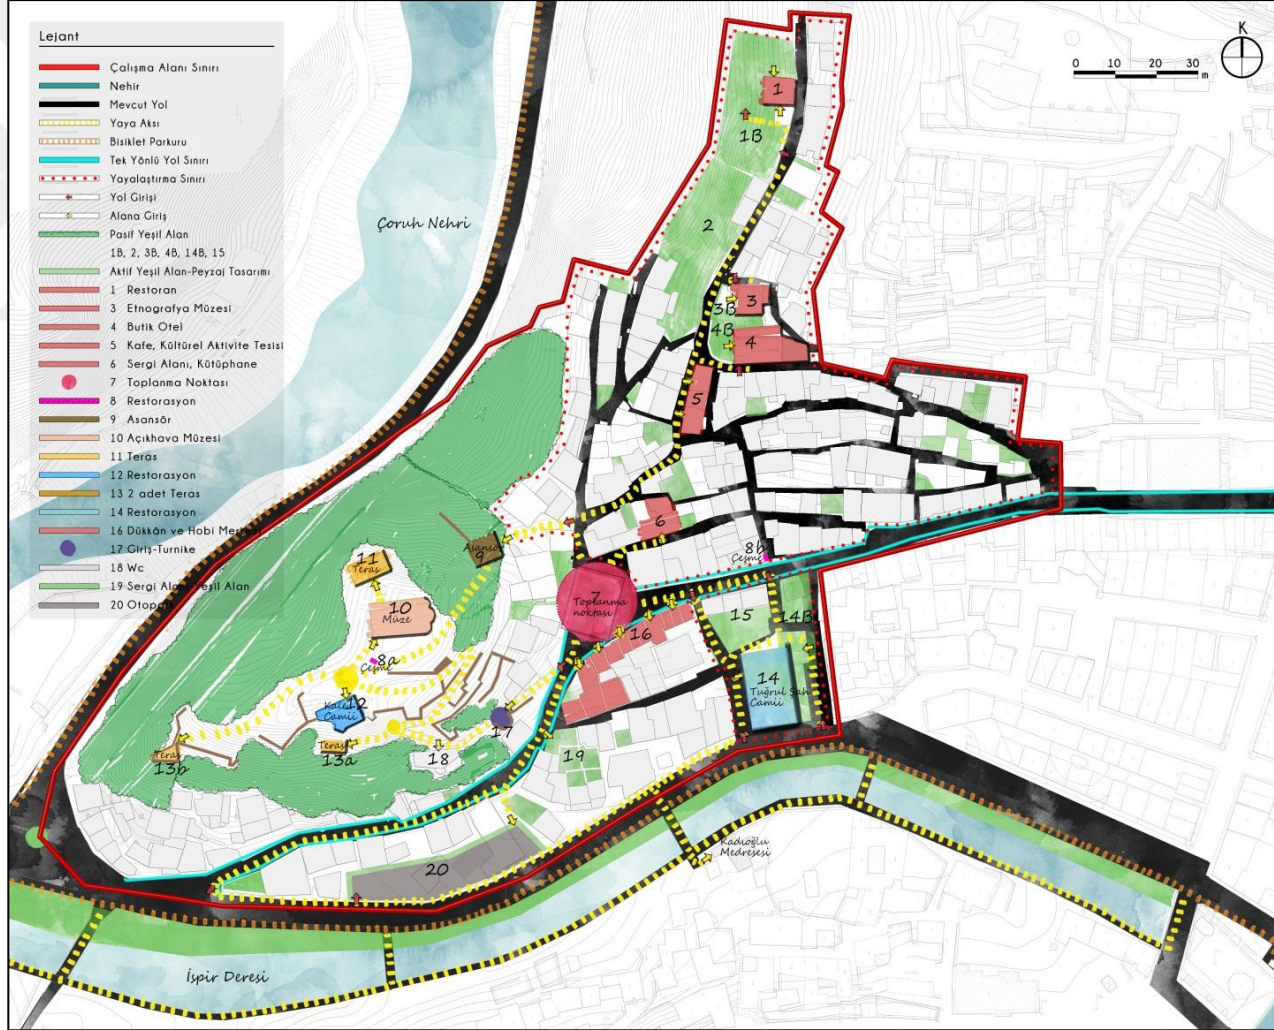 Lejant
Çalışma Alanı Sınırı
Nehir
Mevcut Yol
Yaya Aksı
Bisiklet Parkuru
Tek Yönlü Yol Sınırı
Yayalaştırma Sınırı
Yol Girişi
Alana Giriş
Pasif Yeşil Alan
1B, 2, 3B, 4B, 14B, 15
Aktif Yeşil Alan-Peyzaj Tasarımı
1 Restoran
3 Etnografya Müzesi
4 Butik Otel
5 Kafe, Kültürel Aktivite Tesisi
6 Sergi Alanı, Kütüphane
7 Toplanma Noktası
8 Restorasyon
9 Asansör
10 Açıkhava Müzesi
11 Teras
12 Restorasyon
13 2 adet Teras
14 Restorasyon
16 Dükkân ve Hobi
17 Giriş-Turnike
18 Wc
19 Sergi Alanı Yeşil Alan
20
K
0 10 20 30
m
Çoruh Nehri
1
1B
2
3
3B
4B
4
5
6
8b
Çeşme
Asansör
9
11
Teras
10
Müze
7
Toplanma
noktası
16
15
14B
8a
Çeşme
12
Kale
Camii
14
Tuğrul Şah
Camii
17
Teras
13b
Teras
13a
18
19
20
Kadıoğlu
Medresesi
İspir Deresi